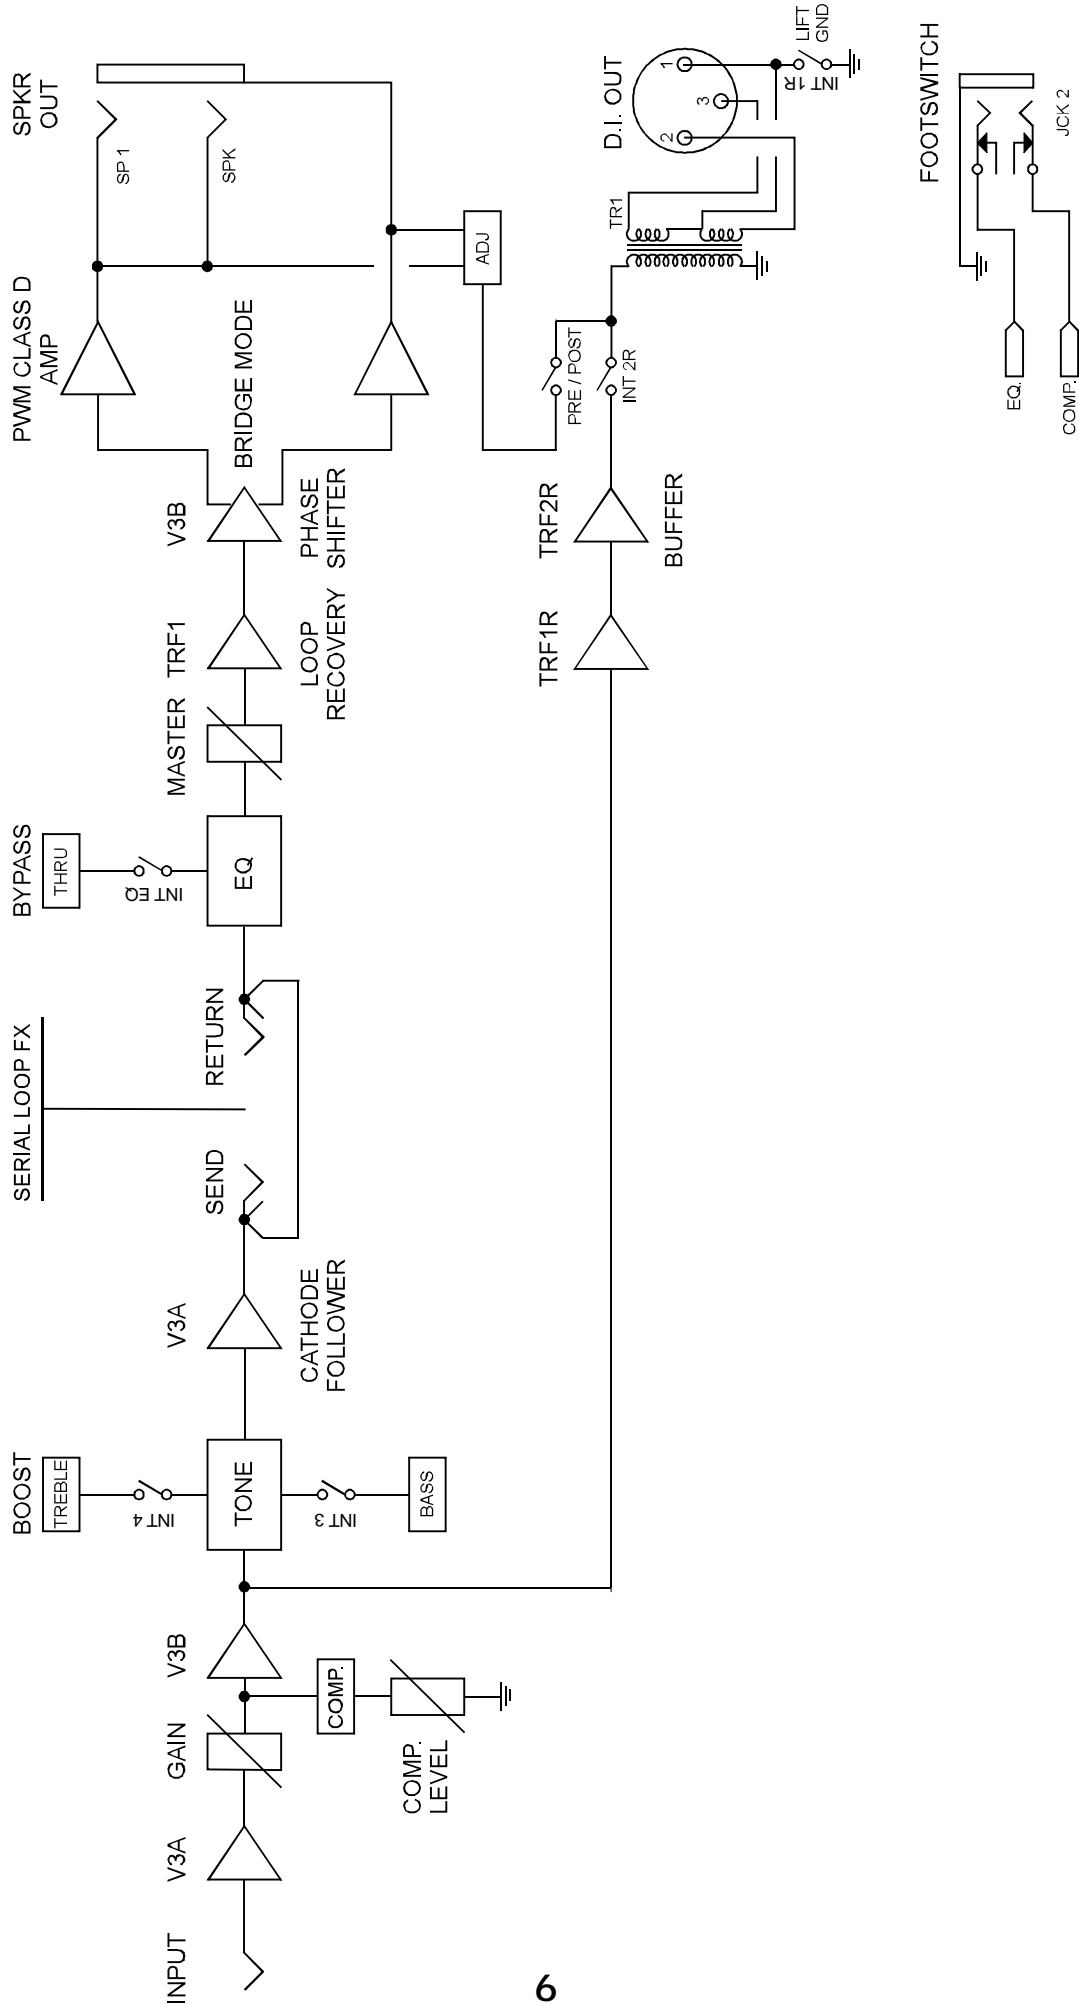 INPUT
V3A
GAIN
COMP.
LEVEL
COMP.
V3B
BOOST
TREBLE
INT 4
TONE
INT 3
BASS
V3A
CATHODE
FOLLOWER
SERIAL LOOP FX
SEND
RETURN
BYPASS
THRU
INT EQ
EQ
MASTER
TRF1
LOOP
RECOVERY
V3B
PHASE
SHIFTER
BRIDGE MODE
PWM CLASS D
AMP
SPKR
OUT
SP1
SPK
ADJ
TRF1R
TRF2R
BUFFER
PRE / POST
INT 2R
TR1
D.I. OUT
1
2
3
INT 1R
LIFT
GND
FOOTSWITCH
JCK 2
EQ.
COMP.
6